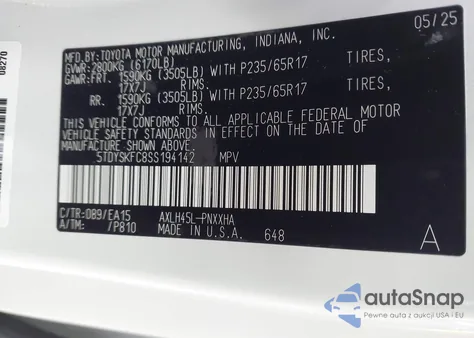 08270
05/25
MFD.BY:TOYOTA MOTOR MANUFACTURING, INDIANA, INC.
GVWR:2800KG (6170LB)
GAWR:FRT. 1590KG (3505LB) WITH P235/65R17 TIRES,
17X7J RIMS.
RR. 1590KG (3505LB) WITH P235/65R17 TIRES,
17X7J RIMS.
THIS VEHICLE CONFORMS TO ALL APPLICABLE FEDERAL MOTOR
VEHICLE SAFETY STANDARDS IN EFFECT ON THE DATE OF
MANUFACTURE SHOWN ABOVE.
5TDYSKFC8SS194142 MPV
C/TR:089/EA15 AXLH45L-PNXXHA
A/TM: /P810 MADE IN U.S.A. 648
A
autoSnap
Pewne auta z aukcji USA i EU